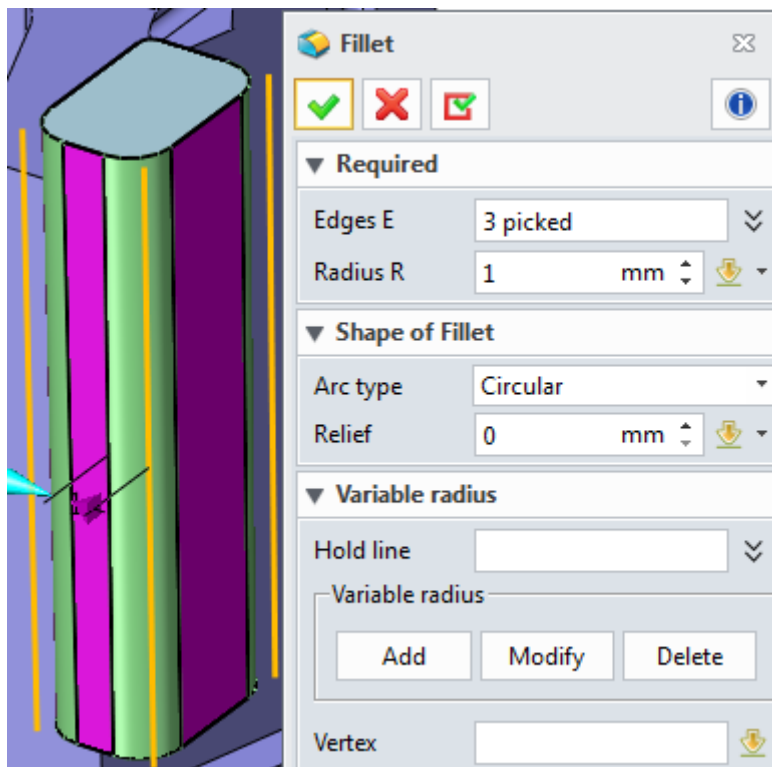 Fillet
Required
Edges E 3 picked
Radius R 1 mm
Shape of Fillet
Arc type Circular
Relief 0 mm
Variable radius
Hold line
Variable radius
Add Modify Delete
Vertex